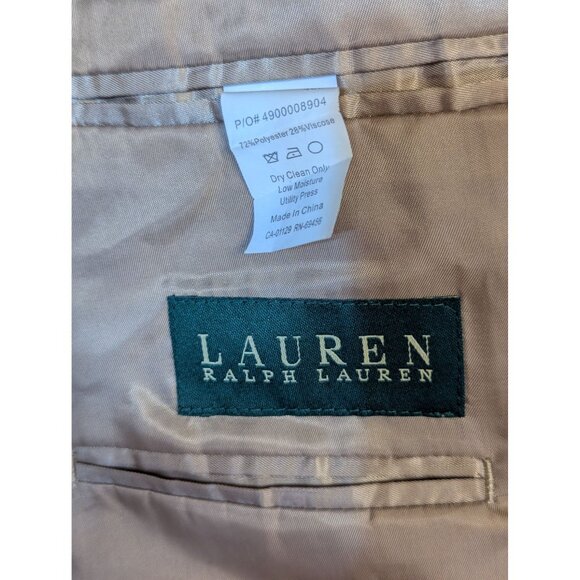 P/O# 4900008904
72%Polyester 28%Viscose
Dry Clean Only
Low Moisture
Utility Press
Made In China
CA-01129 RN-69456
LAUREN
RALPH LAUREN